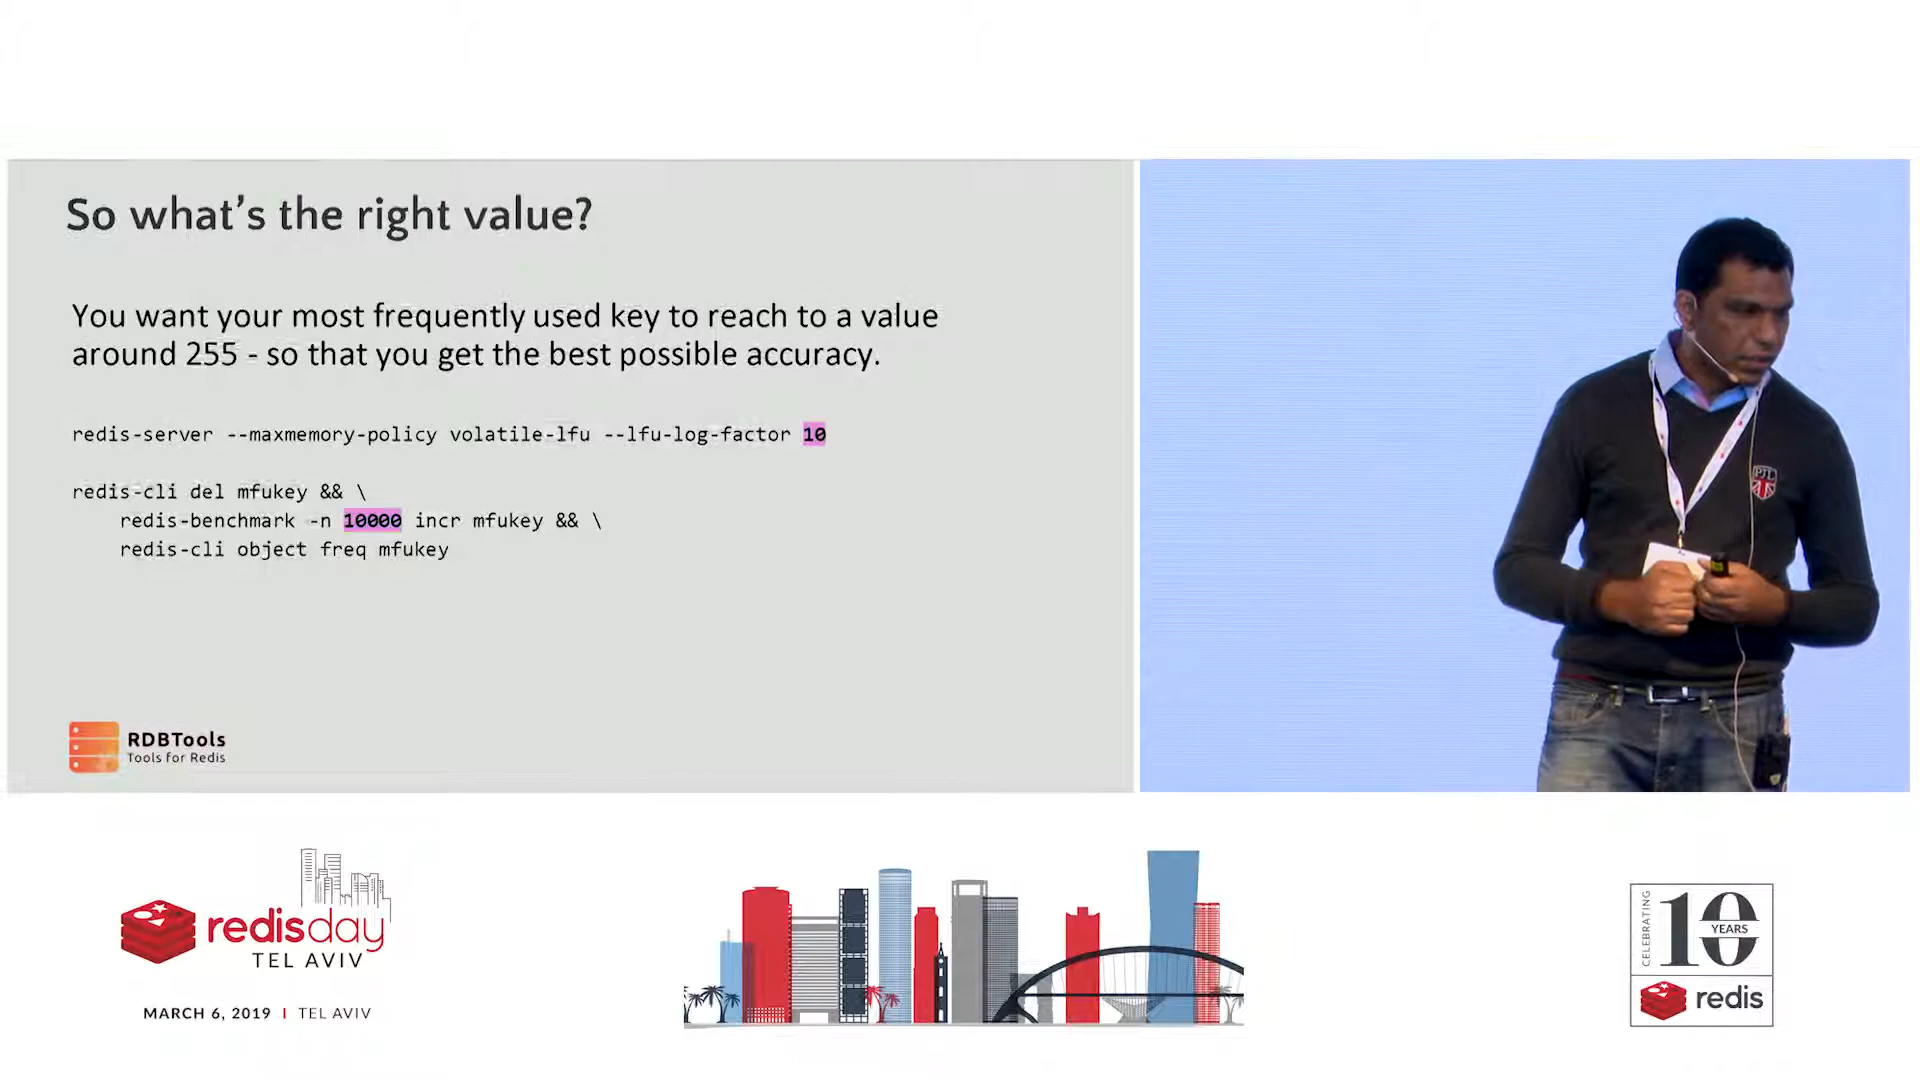 So what's the right value?
You want your most frequently used key to reach to a value
around 255 - so that you get the best possible accuracy.
redis-server --maxmemory-policy volatile-lfu --lfu-log-factor 10
redis-cli del mfukey && \
redis-benchmark -n 10000 incr mfukey && \
redis-cli object freq mfukey
RDBTools
Tools for Redis
PJL
redisday
TEL AVIV
MARCH 6, 2019 | TEL AVIV
CELEBRATING
10
YEARS
redis